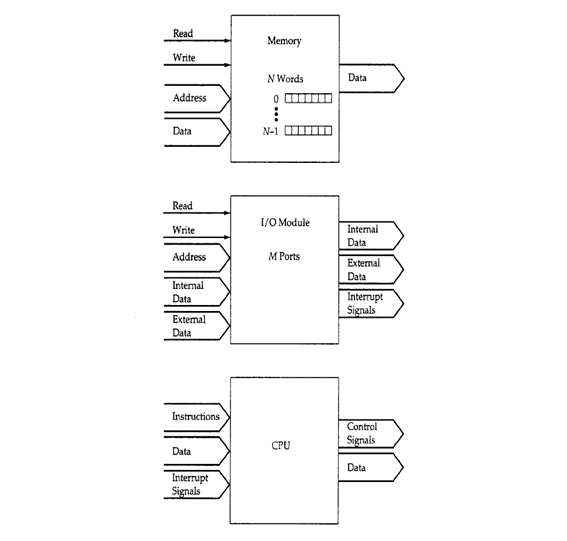 Read
Memory
Write
N Words
Data
Address
0
Data
N–1
Read
I/O Module
Internal
Data
Write
Address
M Ports
External
Data
Internal
Data
Interrupt
Signals
External
Data
Instructions
Control
Signals
CPU
Data
Data
Interrupt
Signals